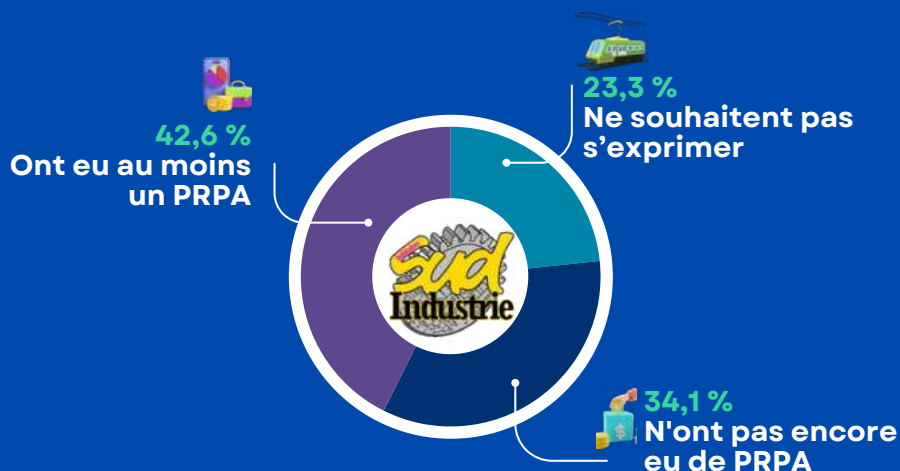 23,3 %
Ne souhaitent pas
s’exprimer
42,6 %
Ont eu au moins
un PRPA
Sud
Industrie
34,1 %
N'ont pas encore
eu de PRPA